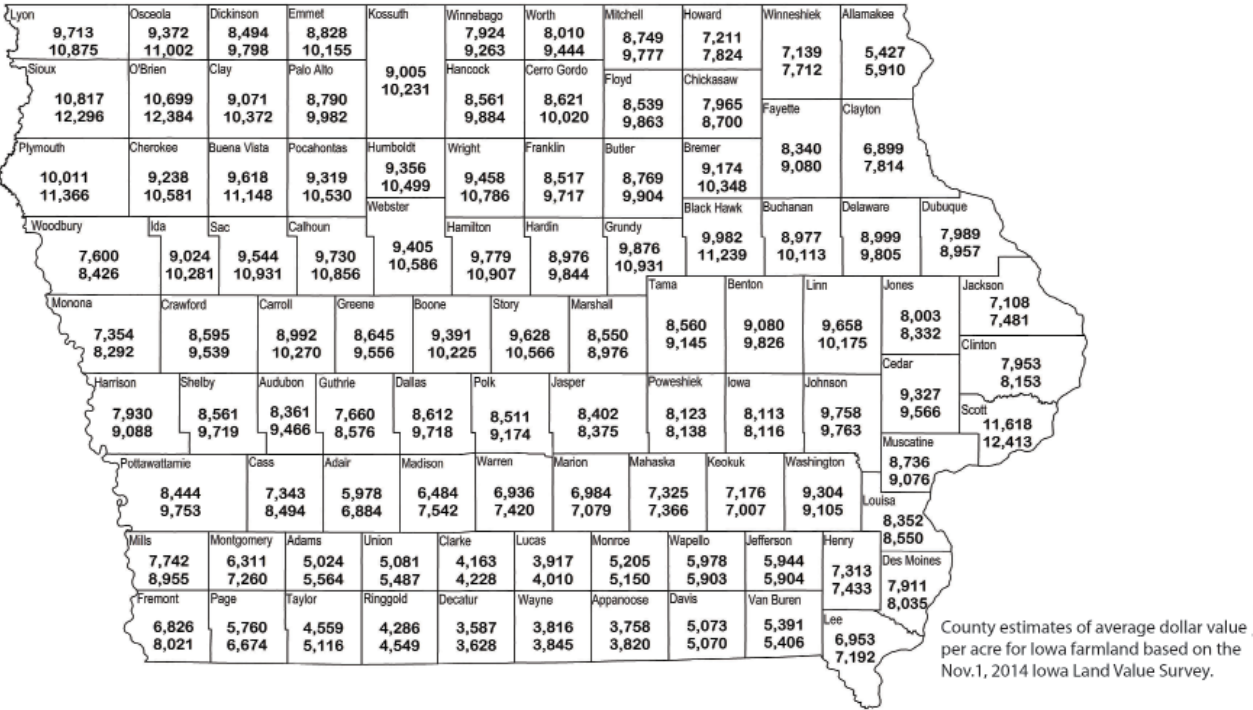 Lyon
9,713
10,875
Osceola
9,372
11,002
Dickinson
8,494
9,798
Emmet
8,828
10,155
Kossuth
9,005
10,231
Winnebago
7,924
9,263
Worth
8,010
9,444
Mitchell
8,749
9,777
Howard
7,211
7,824
Winneshiek
7,139
7,712
Allamakee
5,427
5,910
Sioux
10,817
12,296
O'Brien
10,699
12,384
Clay
9,071
10,372
Palo Alto
8,790
9,982
Hancock
8,561
9,884
Cerro Gordo
8,621
10,020
Floyd
8,539
9,863
Chickasaw
7,965
8,700
Fayette
8,340
9,080
Clayton
6,899
7,814
Plymouth
10,011
11,366
Cherokee
9,238
10,581
Buena Vista
9,618
11,148
Pocahontas
9,319
10,530
Humboldt
9,356
10,499
Wright
9,458
10,786
Franklin
8,517
9,717
Butler
8,769
9,904
Bremer
9,174
10,348
Woodbury
7,600
8,426
Ida
9,024
10,281
Sac
9,544
10,931
Calhoun
9,730
10,856
Webster
9,405
10,586
Hamilton
9,779
10,907
Hardin
8,976
9,844
Grundy
9,876
10,931
Black Hawk
9,982
11,239
Buchanan
8,977
10,113
Delaware
8,999
9,805
Dubuque
7,989
8,957
Monona
7,354
8,292
Crawford
8,595
9,539
Carroll
8,992
10,270
Greene
8,645
9,556
Boone
9,391
10,225
Story
9,628
10,566
Marshall
8,550
8,976
Tama
8,560
9,145
Benton
9,080
9,826
Linn
9,658
10,175
Jones
8,003
8,332
Jackson
7,108
7,481
Clinton
7,953
8,153
Harrison
7,930
9,088
Shelby
8,561
9,719
Audubon
8,361
9,466
Guthrie
7,660
8,576
Dallas
8,612
9,718
Polk
8,511
9,174
Jasper
8,402
8,375
Poweshiek
8,123
8,138
Iowa
8,113
8,116
Johnson
9,758
9,763
Cedar
9,327
9,566
Scott
11,618
12,413
Muscatine
8,736
9,076
Pottawattamie
8,444
9,753
Cass
7,343
8,494
Adair
5,978
6,884
Madison
6,484
7,542
Warren
6,936
7,420
Marion
6,984
7,079
Mahaska
7,325
7,366
Keokuk
7,176
7,007
Washington
9,304
9,105
Louisa
8,352
8,550
Mills
7,742
8,955
Montgomery
6,311
7,260
Adams
5,024
5,564
Union
5,081
5,487
Clarke
4,163
4,228
Lucas
3,917
4,010
Monroe
5,205
5,150
Wapello
5,978
5,903
Jefferson
5,944
5,904
Henry
7,313
7,433
Des Moines
7,911
8,035
Fremont
6,826
8,021
Page
5,760
6,674
Taylor
4,559
5,116
Ringgold
4,286
4,549
Decatur
3,587
3,628
Wayne
3,816
3,845
Appanoose
3,758
3,820
Davis
5,073
5,070
Van Buren
5,391
5,406
Lee
6,953
7,192
County estimates of average dollar value
per acre for Iowa farmland based on the
Nov.1, 2014 Iowa Land Value Survey.